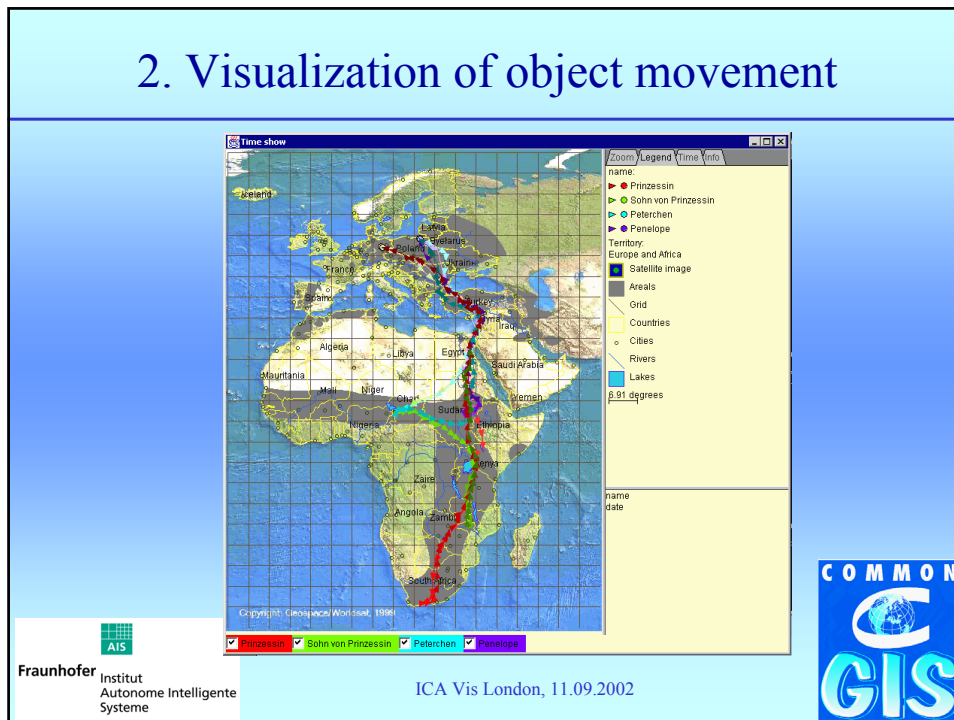 2. Visualization of object movement
Time show
Zoom Legend Time Info
name:
Prinzessin
Sohn von Prinzessin
Peterchen
Penelope
Territory:
Europe and Africa
Satellite image
Areals
Grid
Countries
Cities
Rivers
Lakes
6.91 degrees
name
date
Iceland
Latvia
Poland
Ukraine
France
Spain
Turkey
Iraq
Algeria
Libya
Egypt
Saudi Arabia
Mauritania
Mali
Niger
Chad
Sudan
Yemen
Nigeria
Ethiopia
Kenya
Zaire
Angola
South Africa
Copyright: Geospace/Worldsat, 1996
Prinzessin Sohn von Prinzessin Peterchen Penelope
AIS
Fraunhofer
Institut
Autonome Intelligente
Systeme
ICA Vis London, 11.09.2002
COMMON
GIS